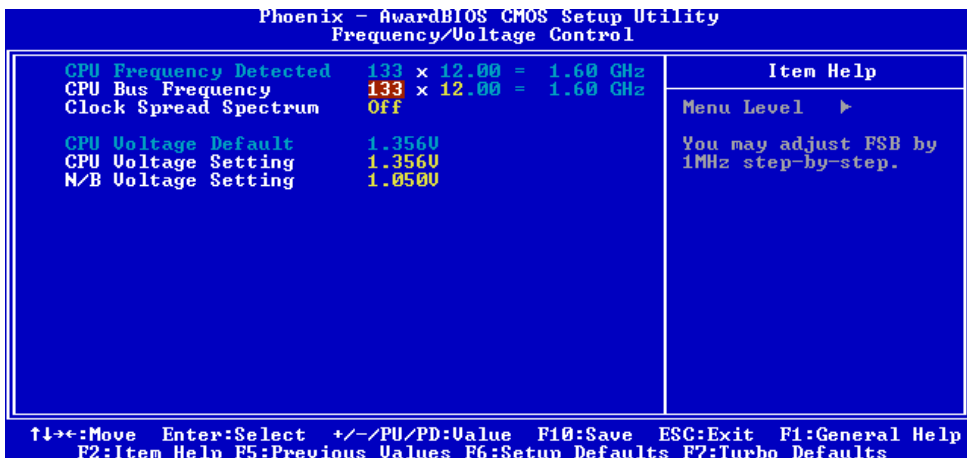 Phoenix - AwardBIOS CMOS Setup Utility
Frequency/Voltage Control
CPU Frequency Detected 133 x 12.00 = 1.60 GHz
CPU Bus Frequency 133 x 12.00 = 1.60 GHz
Clock Spread Spectrum Off
CPU Voltage Default 1.356V
CPU Voltage Setting 1.356V
N/B Voltage Setting 1.050V
Item Help
Menu Level ►
You may adjust FSB by
1MHz step-by-step.
↑↓→←:Move Enter:Select +/-/PU/PD:Value F10:Save ESC:Exit F1:General Help
F2:Item Help F5:Previous Values F6:Setup Defaults F7:Turbo Defaults